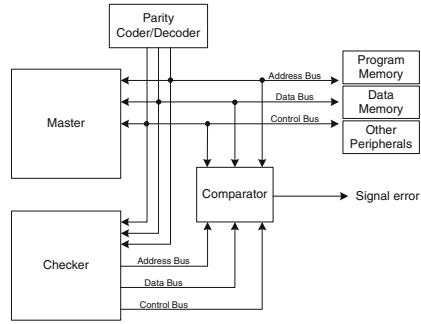 Parity
Coder/Decoder
Master
Address Bus
Data Bus
Control Bus
Program
Memory
Data
Memory
Other
Peripherals
Comparator
Signal error
Checker
Address Bus
Data Bus
Control Bus